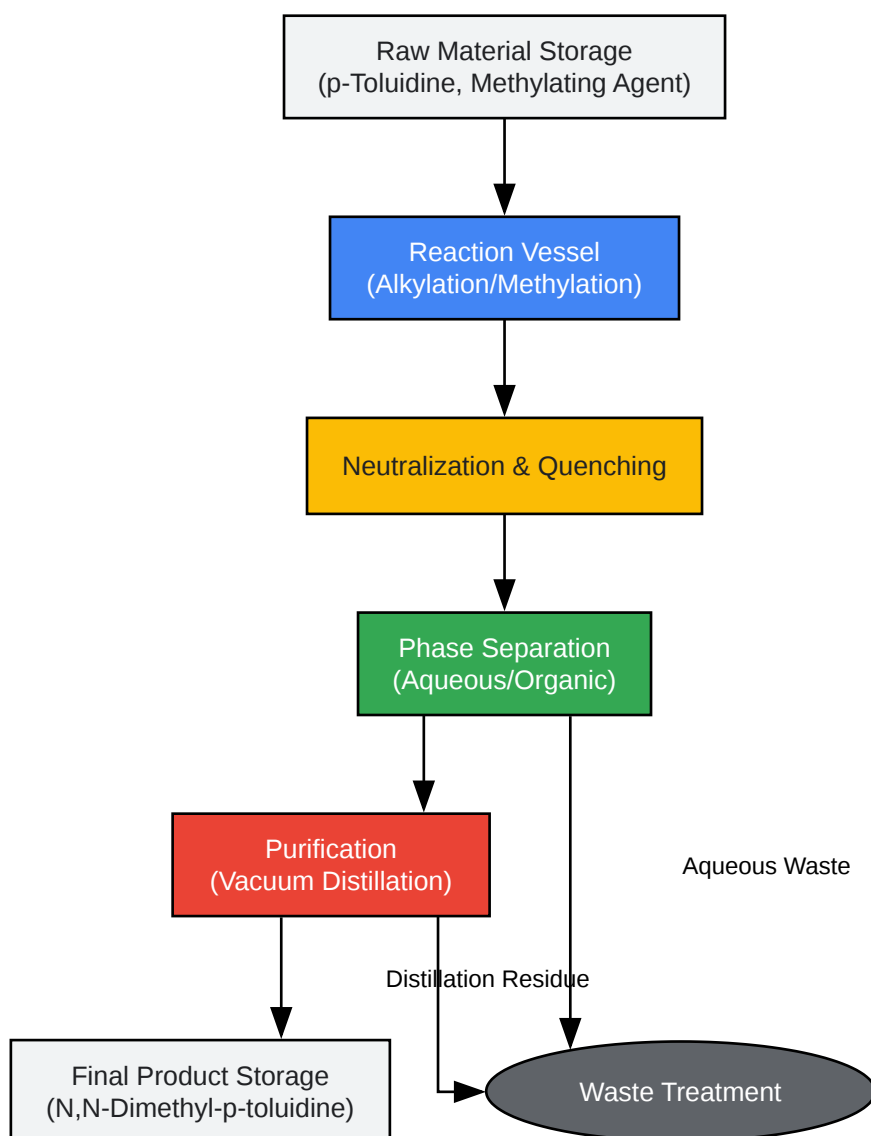 Raw Material Storage
(p-Toluidine, Methylating Agent)
Reaction Vessel
(Alkylation/Methylation)
Neutralization & Quenching
Phase Separation
(Aqueous/Organic)
Purification
(Vacuum Distillation)
Aqueous Waste
Distillation Residue
Final Product Storage
(N,N-Dimethyl-p-toluidine)
Waste Treatment